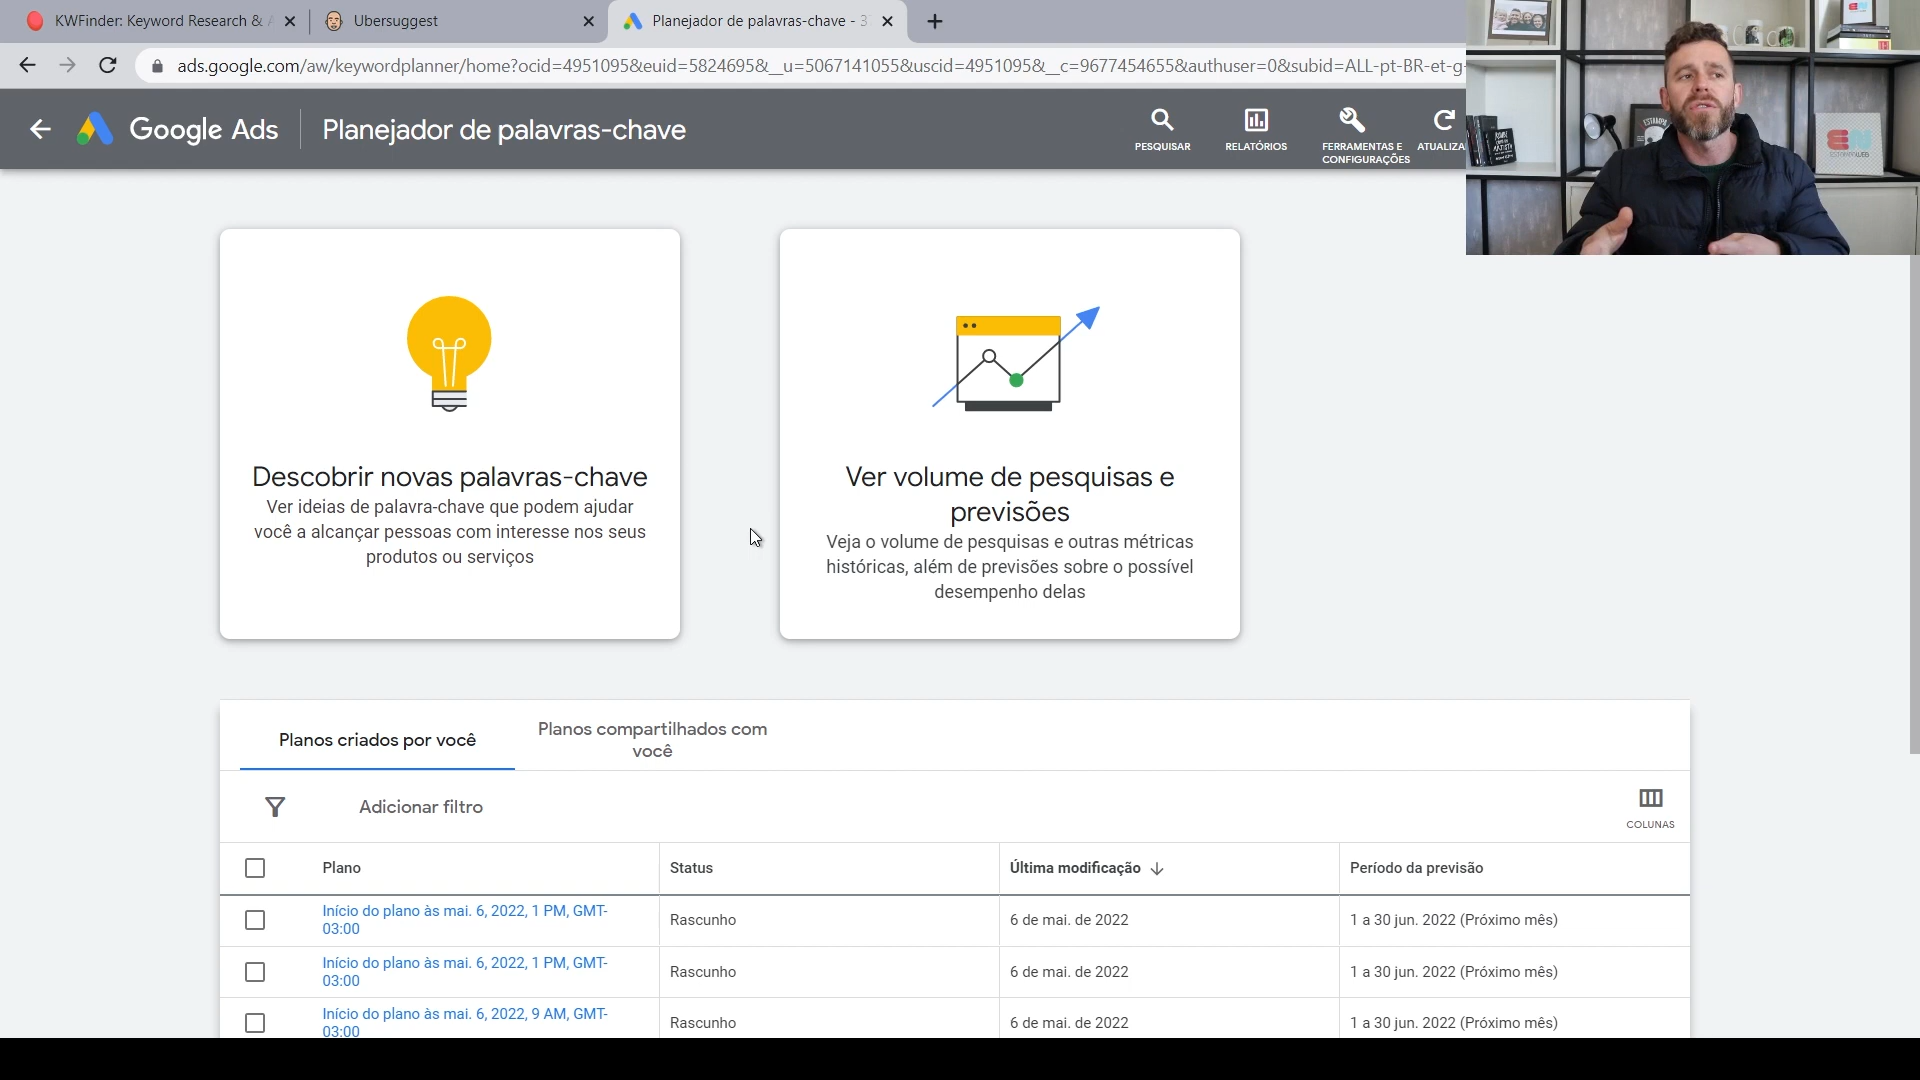 KWFinder: Keyword Research & A
Ubersuggest
Planejador de palavras-chave - 3
ads.google.com/aw/keywordplanner/home?ocid=4951095&euid=5824695&__u=5067141055&uscid=4951095&__c=9677454655&authuser=0&subid=ALL-pt-BR-et-g-
Google Ads
Planejador de palavras-chave
PESQUISAR
RELATÓRIOS
FERRAMENTAS E
CONFIGURAÇÕES
ATUALIZA
ESTAMPA
EN
ESTAMPAWEB
Descobrir novas palavras-chave
Ver ideias de palavra-chave que podem ajudar
você a alcançar pessoas com interesse nos seus
produtos ou serviços
Ver volume de pesquisas e
previsões
Veja o volume de pesquisas e outras métricas
históricas, além de previsões sobre o possível
desempenho delas
Planos criados por você
Planos compartilhados com
você
Adicionar filtro
COLUNAS
Plano
Status
Última modificação
Período da previsão
Início do plano às mai. 6, 2022, 1 PM, GMT-
03:00
Rascunho
6 de mai. de 2022
1 a 30 jun. 2022 (Próximo mês)
Início do plano às mai. 6, 2022, 1 PM, GMT-
03:00
Rascunho
6 de mai. de 2022
1 a 30 jun. 2022 (Próximo mês)
Início do plano às mai. 6, 2022, 9 AM, GMT-
03:00
Rascunho
6 de mai. de 2022
1 a 30 jun. 2022 (Próximo mês)